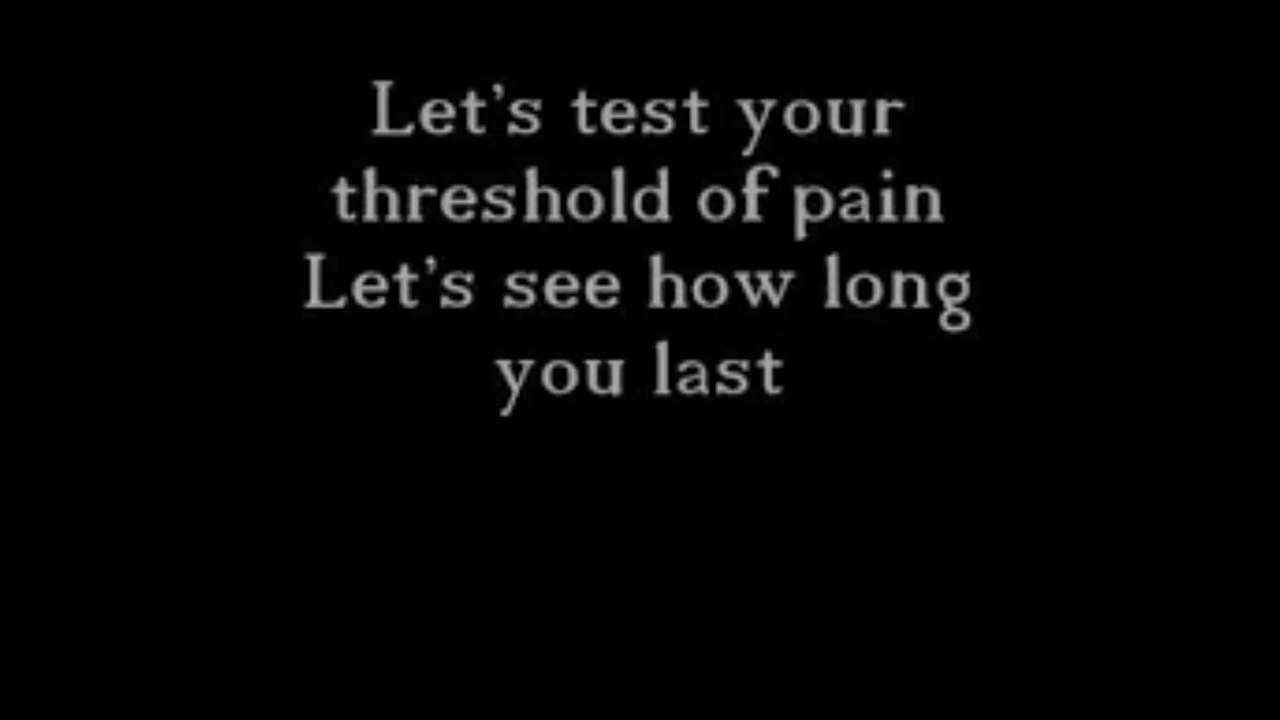 Let’s test your
threshold of pain
Let’s see how long
you last